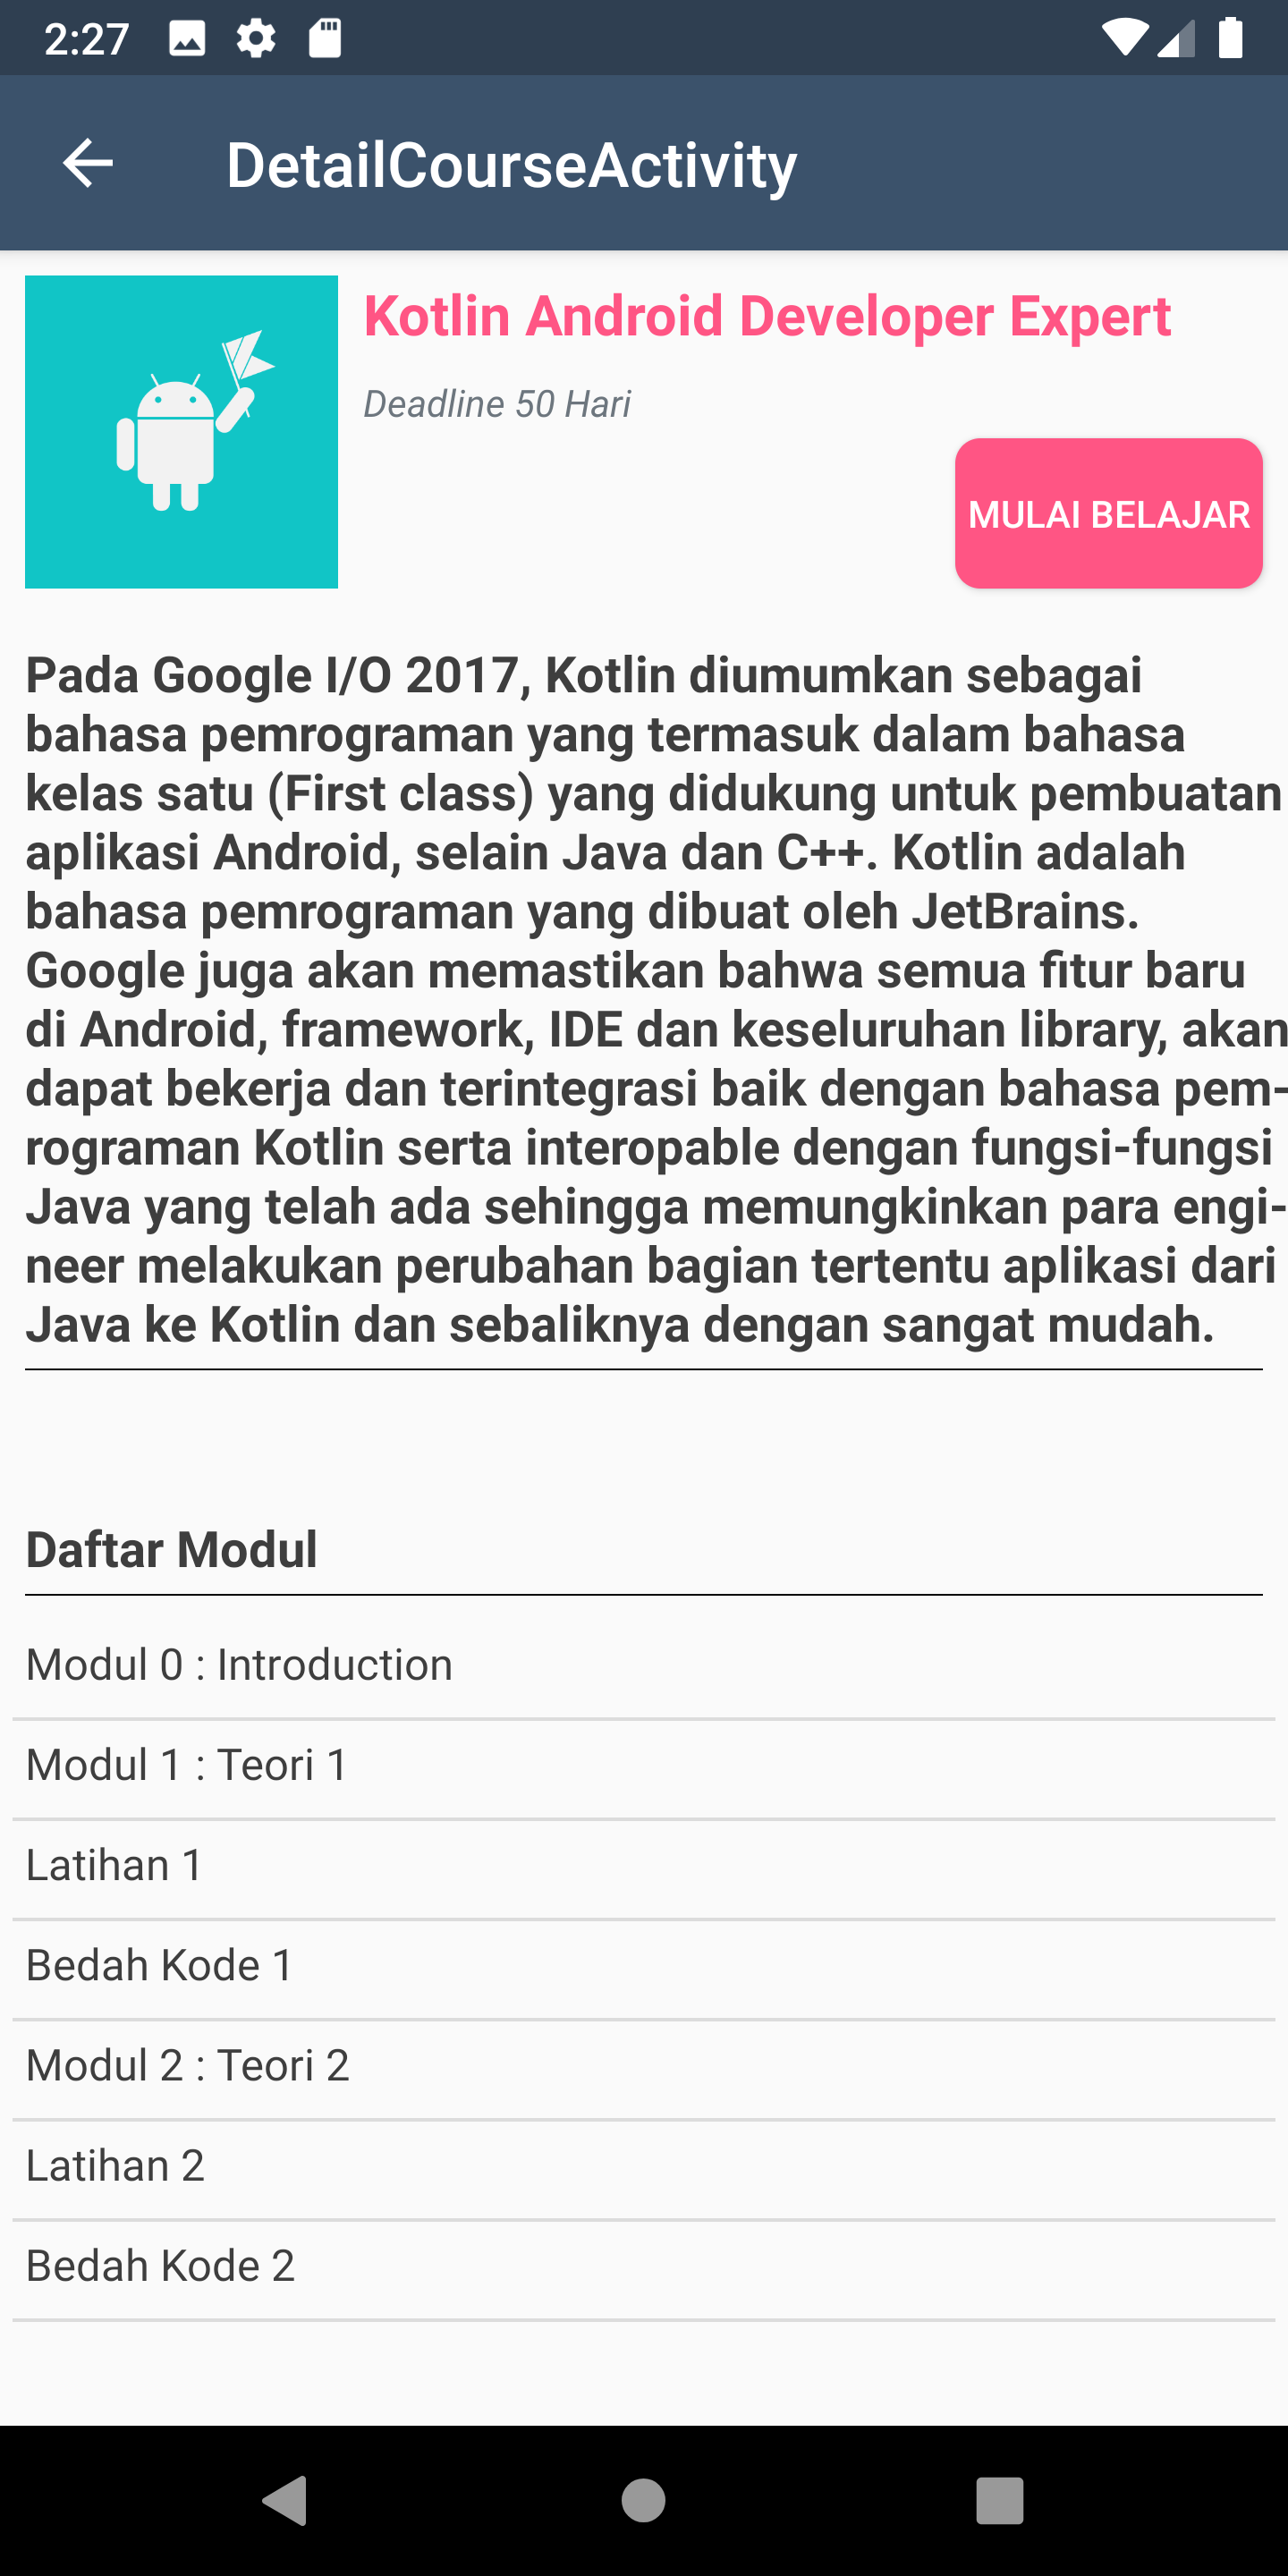 2:27
DetailCourseActivity
Kotlin Android Developer Expert
Deadline 50 Hari
MULAI BELAJAR
Pada Google I/O 2017, Kotlin diumumkan sebagai
bahasa pemrograman yang termasuk dalam bahasa
kelas satu (First class) yang didukung untuk pembuatan
aplikasi Android, selain Java dan C++. Kotlin adalah
bahasa pemrograman yang dibuat oleh JetBrains.
Google juga akan memastikan bahwa semua fitur baru
di Android, framework, IDE dan keseluruhan library, akan
dapat bekerja dan terintegrasi baik dengan bahasa pem-
rograman Kotlin serta interopable dengan fungsi-fungsi
Java yang telah ada sehingga memungkinkan para engi-
neer melakukan perubahan bagian tertentu aplikasi dari
Java ke Kotlin dan sebaliknya dengan sangat mudah.
Daftar Modul
Modul 0 : Introduction
Modul 1 : Teori 1
Latihan 1
Bedah Kode 1
Modul 2 : Teori 2
Latihan 2
Bedah Kode 2